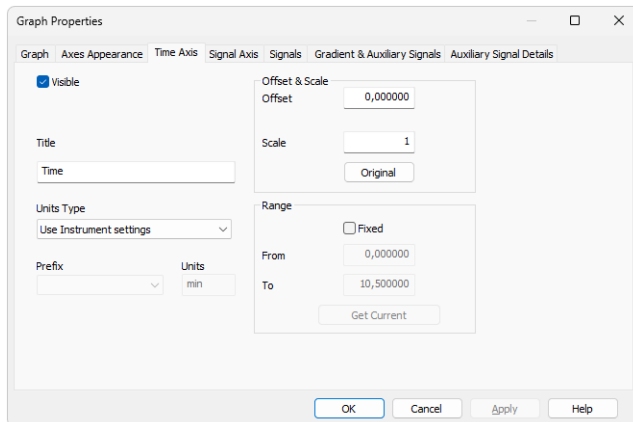 Graph Properties
Graph Axes Appearance Time Axis Signal Axis Signals Gradient & Auxiliary Signals Auxiliary Signal Details
Visible
Title
Time
Units Type
Use Instrument settings
Prefix Units
min
Offset & Scale
Offset 0,000000
Scale 1
Original
Range
Fixed
From 0,000000
To 10,500000
Get Current
OK Cancel Apply Help